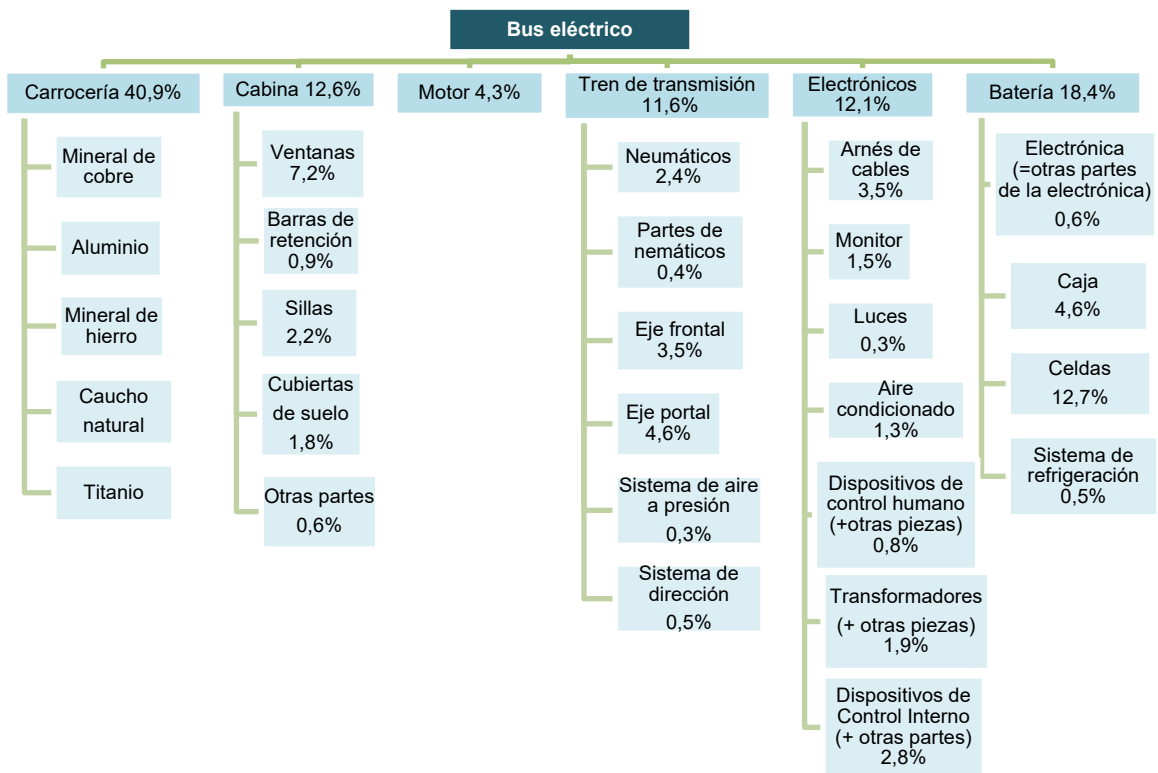 Bus eléctrico
Carrocería 40,9%
Mineral de
cobre
Aluminio
Mineral de
hierro
Caucho
natural
Titanio
Cabina 12,6%
Ventanas
7,2%
Barras de
retención
0,9%
Sillas
2,2%
Cubiertas
de suelo
1,8%
Otras partes
0,6%
Motor 4,3%
Tren de transmisión
11,6%
Neumáticos
2,4%
Partes de
nemáticos
0,4%
Eje frontal
3,5%
Eje portal
4,6%
Sistema de aire
a presión
0,3%
Sistema de
dirección
0,5%
Electrónicos
12,1%
Arnés de
cables
3,5%
Monitor
1,5%
Luces
0,3%
Aire
condicionado
1,3%
Dispositivos de
control humano
(+otras piezas)
0,8%
Transformadores
(+ otras piezas)
1,9%
Dispositivos de
Control Interno
(+ otras partes)
2,8%
Batería 18,4%
Electrónica
(=otras partes
de la electrónica)
0,6%
Caja
4,6%
Celdas
12,7%
Sistema de
refrigeración
0,5%